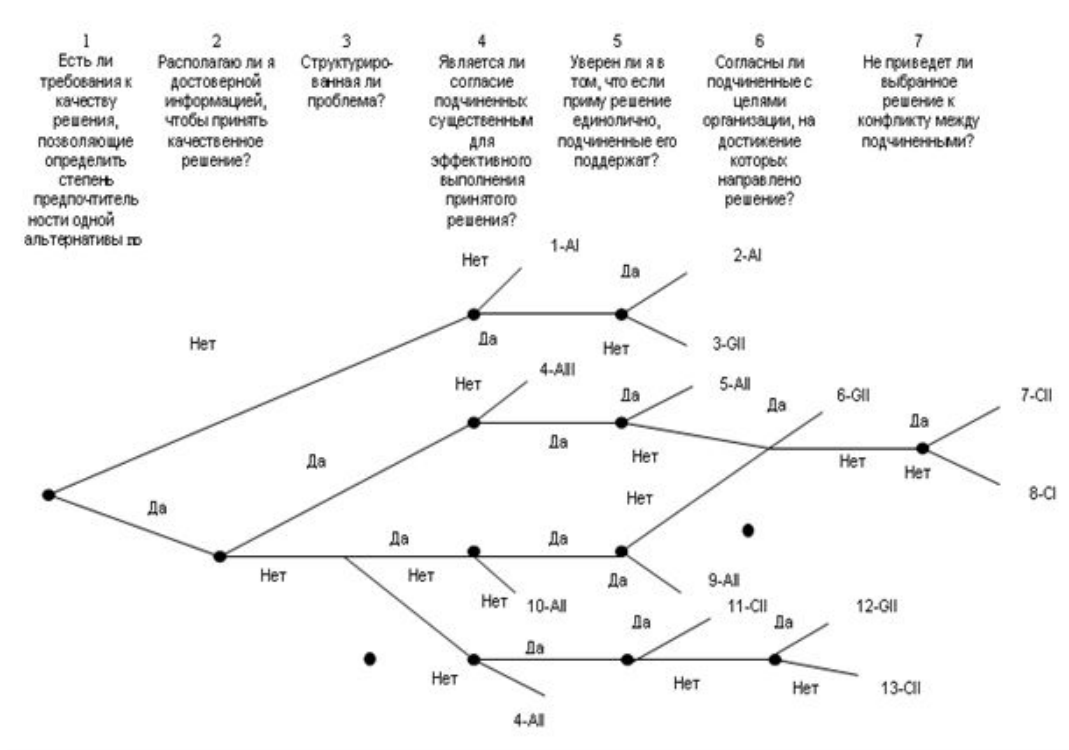 1
Есть ли
требования к
качеству
решения,
позволяющие
определить
степень
предпочтитель
ности одной
альтернативы по
2
Располагаю ли я
достоверной
информацией,
чтобы принять
качественное
решение?
3
Структуриро-
ванная ли
проблема?
4
Является ли
согласие
подчиненных
существенным
для
эффективного
выполнения
принятого
решения?
5
Уверен ли я в
том, что если
приму решение
единолично,
подчиненные его
поддержат?
6
Согласны ли
подчиненные с
целями
организации, на
достижение
которых
направлено
решение?
7
Не приведет ли
выбранное
решение к
конфликту между
подчиненными?
Нет
1-AI
Да
2-AI
Нет
Да
Нет
3-GII
Нет
4-AIII
Да
5-AII
Да
6-GII
7-CII
Да
Да
Да
Нет
Нет
Нет
Нет
8-CI
Да
Да
Да
Нет
Нет
Да
9-AII
Нет
10-AII
11-CII
12-GII
Да
Да
Да
Нет
Нет
Нет
13-CII
4-AII